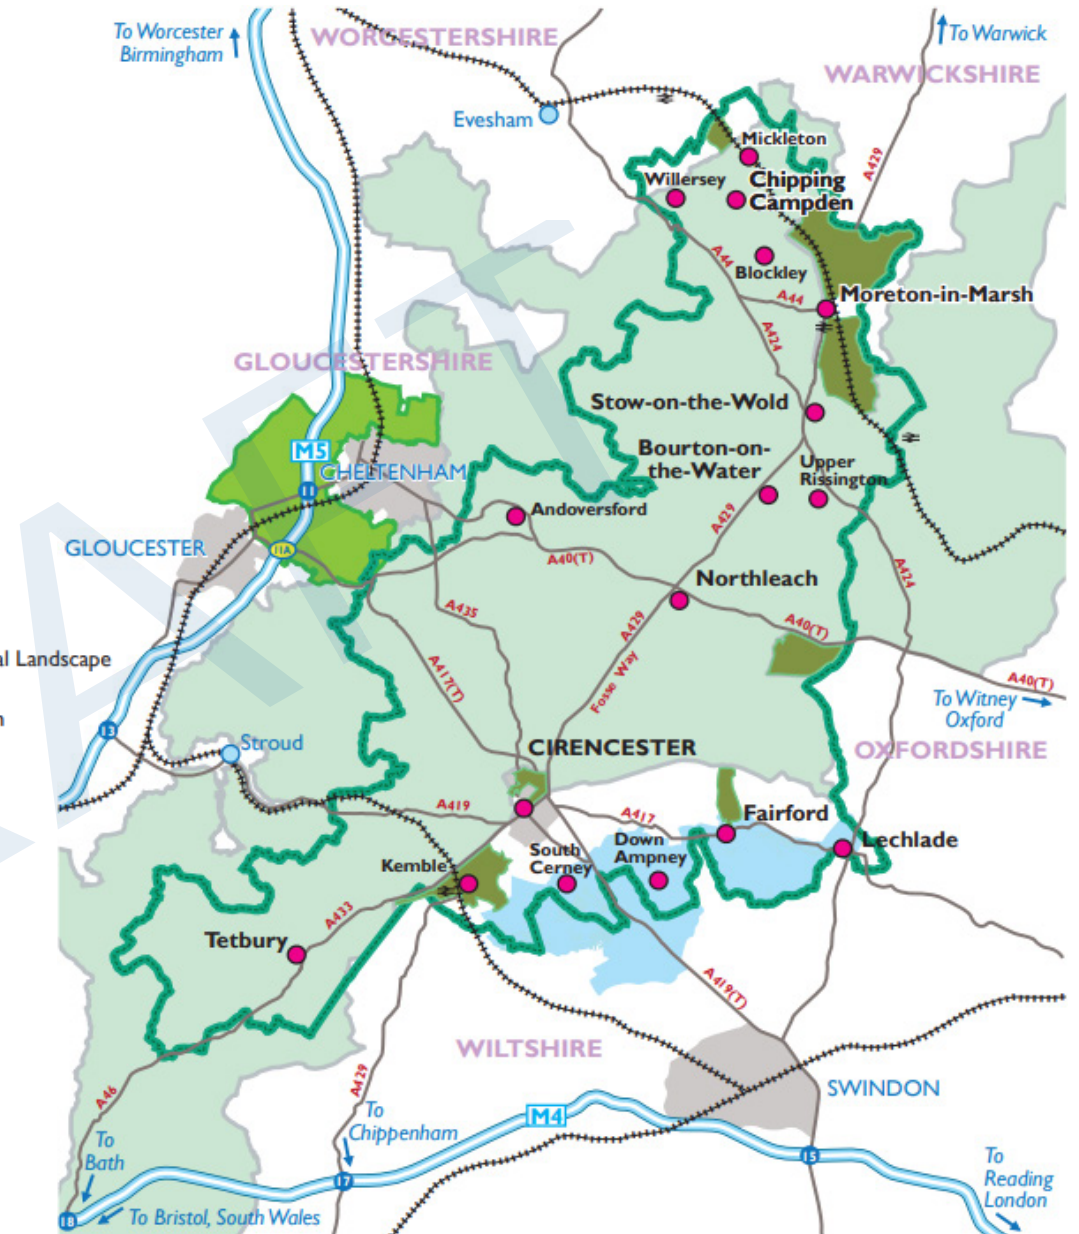 To Worcester
Birmingham
WORCESTERSHIRE
To Warwick
WARWICKSHIRE
Evesham
Mickleton
A429
Willersey
Chipping
Campden
A44
Blockley
A44
Moreton-in-Marsh
A424
GLOUCESTERSHIRE
Stow-on-the-Wold
M5
Bourton-on-
the-Water
Upper
Rissington
CHELTENHAM
11
Andoversford
A429
GLOUCESTER
11A
A40(T)
A424
Northleach
A435
A429
A40(T)
al Landscape
A417(T)
Fosse Way
A40(T)
To Witney
Oxford
n
13
Stroud
CIRENCESTER
OXFORDSHIRE
A419
A417
Fairford
Down
Ampney
Lechlade
South
Cerney
Kemble
A433
Tetbury
A419(T)
WILTSHIRE
SWINDON
A46
A429
M4
To
Chippenham
To
Bath
15
To
Reading
London
17
18
To Bristol, South Wales
RAFT